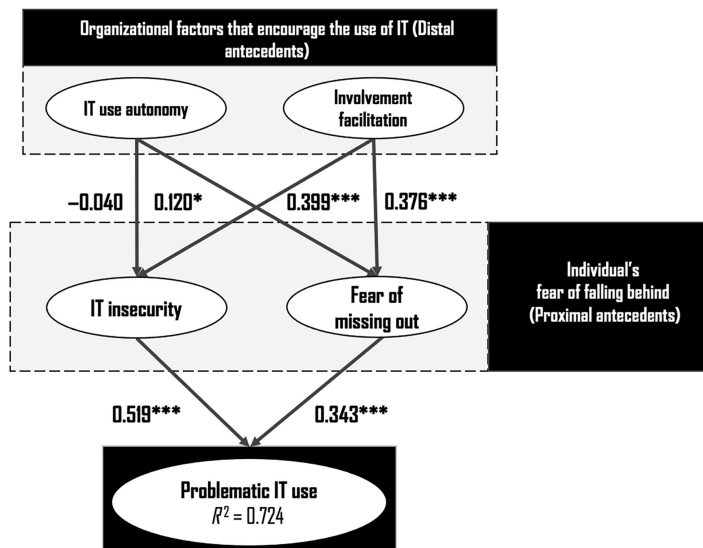 Organizational factors that encourage the use of IT (Distal
antecedents)
IT use autonomy
Involvement
facilitation
−0.040
0.120*
0.399***
0.376***
IT insecurity
Fear of
missing out
Individual's
fear of falling behind
(Proximal antecedents)
0.519***
0.343***
Problematic IT use
R² = 0.724